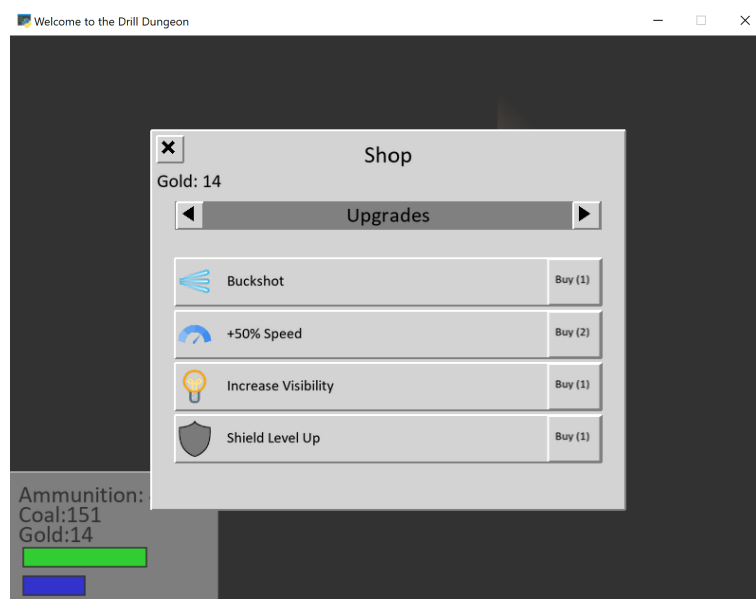 Welcome to the Drill Dungeon
Shop
Gold: 14
Upgrades
Buckshot
Buy (1)
+50% Speed
Buy (2)
Increase Visibility
Buy (1)
Shield Level Up
Buy (1)
Ammunition:
Coal:151
Gold:14